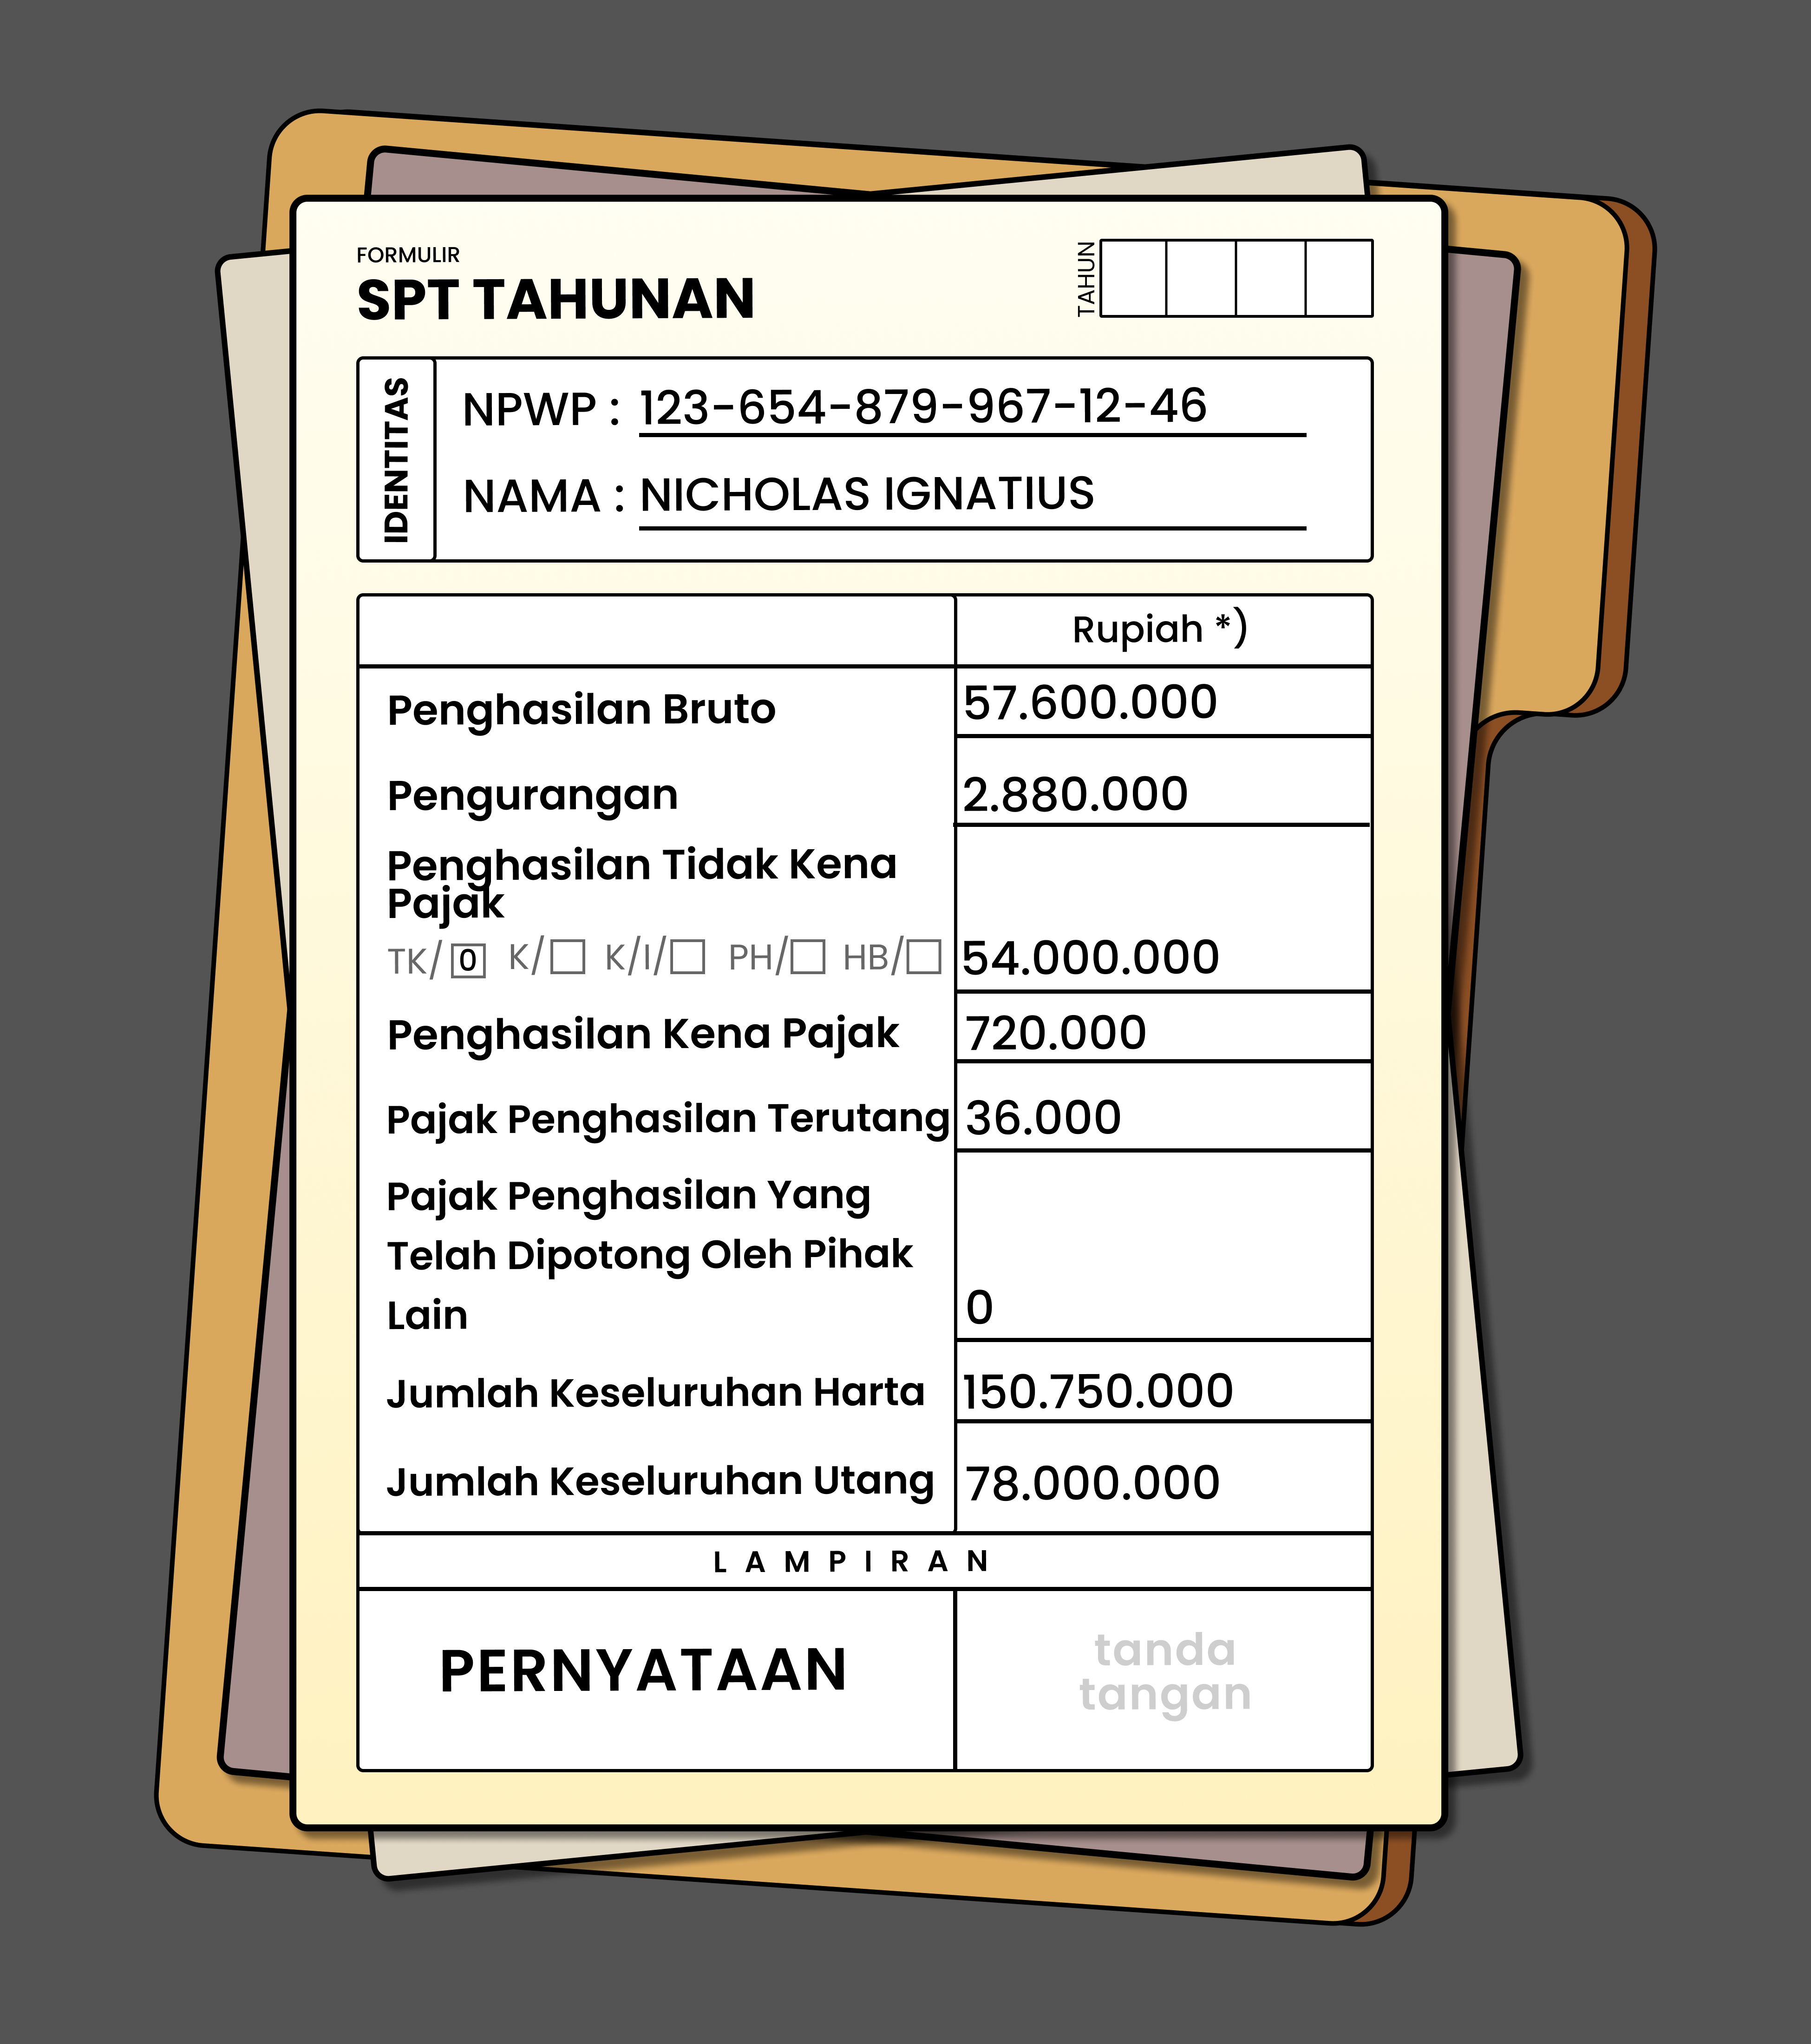 FORMULIR
SPT TAHUNAN
TAHUN
IDENTITAS
NPWP : 123-654-879-967-12-46
NAMA : NICHOLAS IGNATIUS
Rupiah *)
Penghasilan Bruto 57.600.000
Pengurangan 2.880.000
Penghasilan Tidak Kena
Pajak
TK/ 0 K/ K/I/ PH/ HB/ 54.000.000
Penghasilan Kena Pajak 720.000
Pajak Penghasilan Terutang 36.000
Pajak Penghasilan Yang
Telah Dipotong Oleh Pihak
Lain 0
Jumlah Keseluruhan Harta 150.750.000
Jumlah Keseluruhan Utang 78.000.000
LAMPIRAN
PERNYATAAN
tanda
tangan